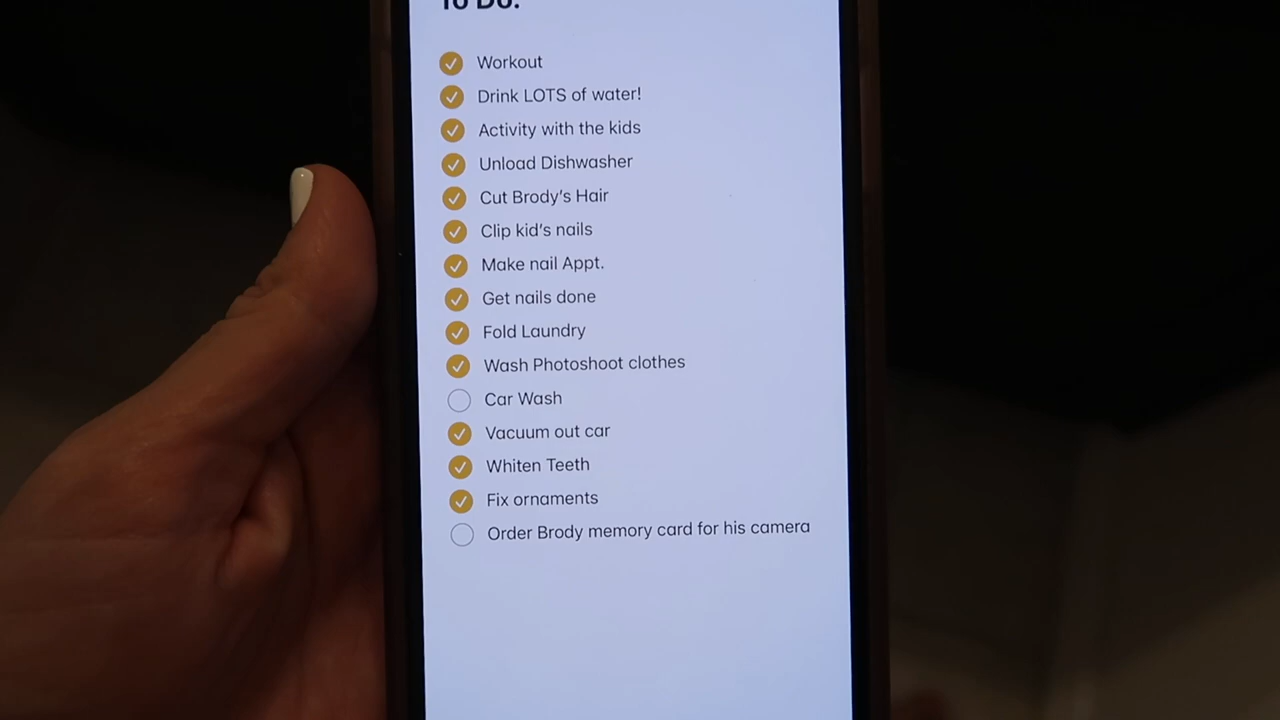 To Do:
Workout
Drink LOTS of water!
Activity with the kids
Unload Dishwasher
Cut Brody's Hair
Clip kid's nails
Make nail Appt.
Get nails done
Fold Laundry
Wash Photoshoot clothes
Car Wash
Vacuum out car
Whiten Teeth
Fix ornaments
Order Brody memory card for his camera